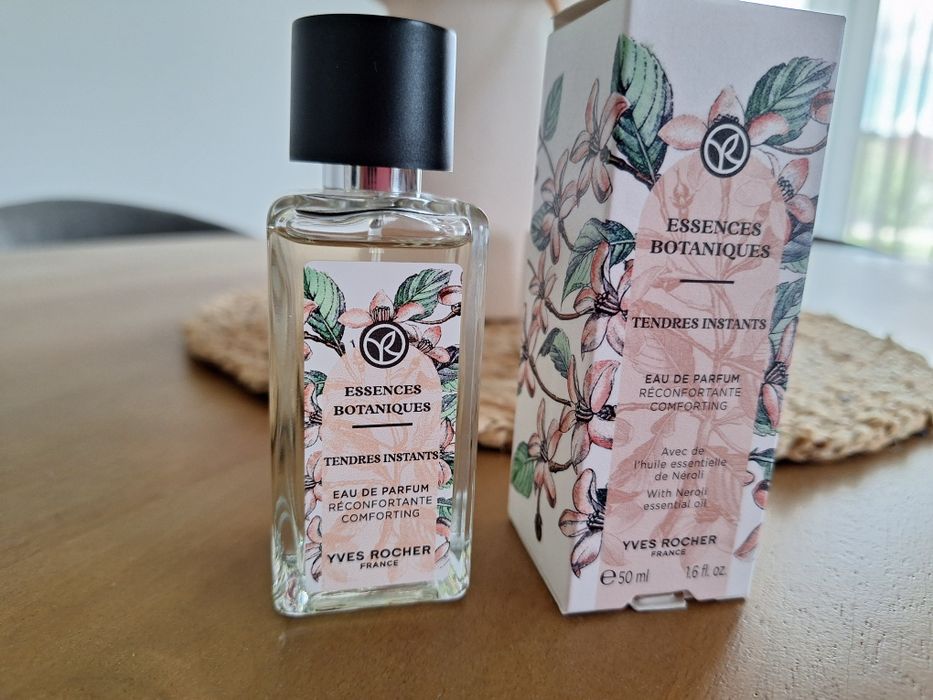 ESSENCES
BOTANIQUES
TENDRES INSTANTS
EAU DE PARFUM
RÉCONFORTANTE
COMFORTING
YVES ROCHER
FRANCE
ESSENCES
BOTANIQUES
TENDRES INSTANTS
EAU DE PARFUM
RÉCONFORTANTE
COMFORTING
Avec de
l'huile essentielle
de Néroli
With Neroli
essential oil
YVES ROCHER
FRANCE
℮ 50 ml 1.6 fl. oz.